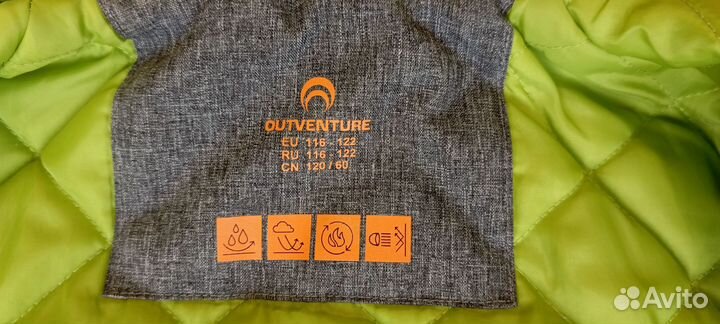 OUTVENTURE
EU 116 - 122
RU 116 - 122
CN 120 / 60
Avito